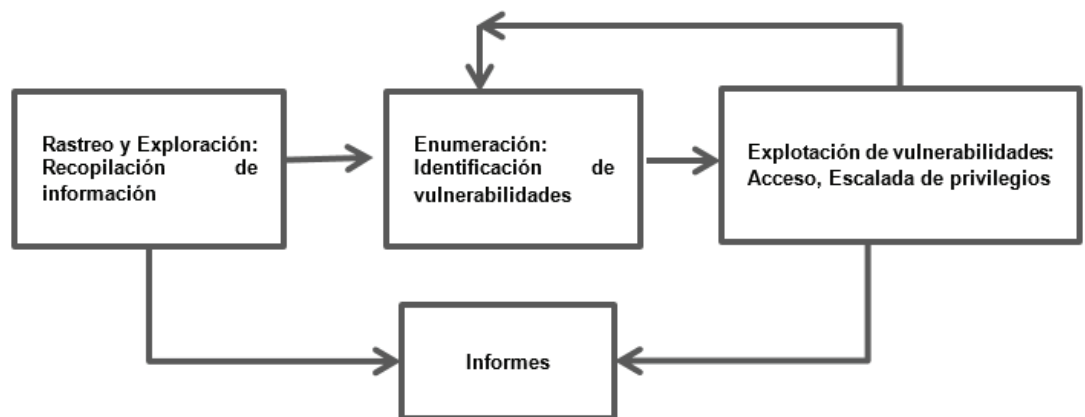 Rastreo y Exploración:
Recopilación de
información
Enumeración:
Identificación de
vulnerabilidades
Explotación de vulnerabilidades:
Acceso, Escalada de privilegios
Informes